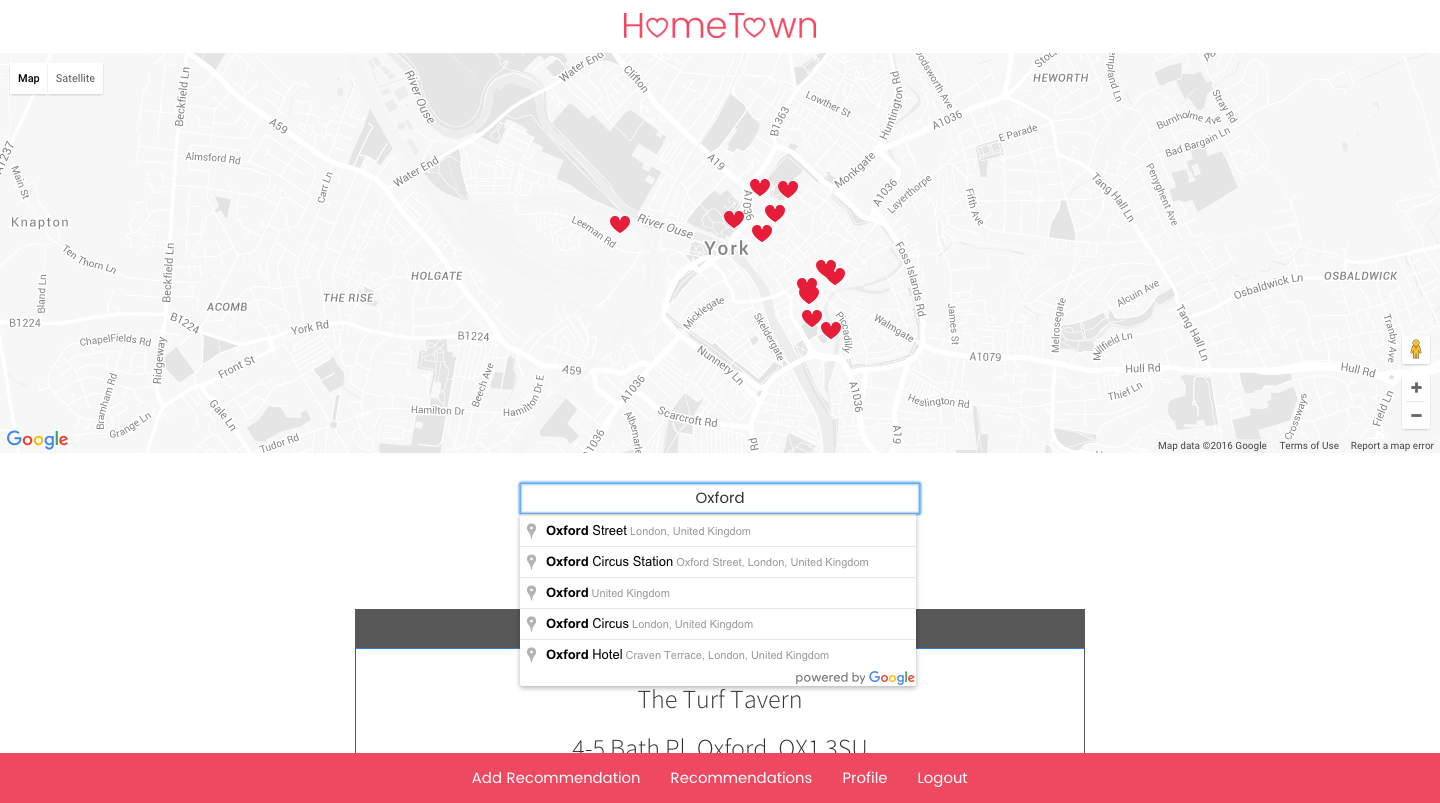 HomeTown
Map Satellite
Beckfield Ln
A59
River Ouse
Water End
Clifton
B1363
Lowther St
Huntington Rd
HEWORTH
Stray Rd
A1237
Main St
Almsford Rd
Carr Ln
Water End
A19
Monkgate
A1036
E Parade
Burnholme Ave
Bad Bargain Ln
A1036
Layerthorpe
Fifth Ave
Tang Hall Ln
Penyghent Ave
Knapton
Leeman Rd
River Ouse
A1036
York
Ten Thorn Ln
Beckfield Ln
HOLGATE
Foss Islands Rd
OSBALDWICK
Osbaldwick Ln
Bland Ln
ACOMB
THE RISE
Micklegate
Alcuin Ave
B1224
B1224
York Rd
B1224
Skeldergate
Piccadilly
Walmgate
James St
Melrosegate
Tang Hall Ln
Tranby Ave
ChapelFields Rd
Ridgeway
Front St
A59
Nunnery Ln
A1079
Millfield Ln
Hull Rd
Hull Rd
Bramham Rd
Beech Ave
A1036
A1036
Thief Ln
Field Ln
Grange Ln
Gale Ln
Hamilton Dr
Hamilton Dr E
Scarcroft Rd
Heslington Rd
Crossways
Tudor Rd
A1036
Albemarle
A19
Google
Map data ©2016 Google Terms of Use Report a map error
Oxford
Oxford Street London, United Kingdom
Oxford Circus Station Oxford Street, London, United Kingdom
Oxford United Kingdom
Oxford Circus London, United Kingdom
Oxford Hotel Craven Terrace, London, United Kingdom
powered by Google
The Turf Tavern
4-5 Bath Pl, Oxford, OX1 3SU
Add Recommendation Recommendations Profile Logout